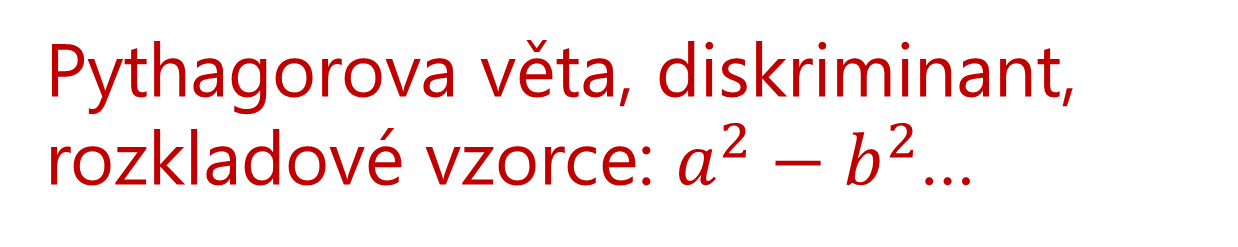 Pythagorova věta, diskriminant,
rozkladové vzorce: a² − b²...